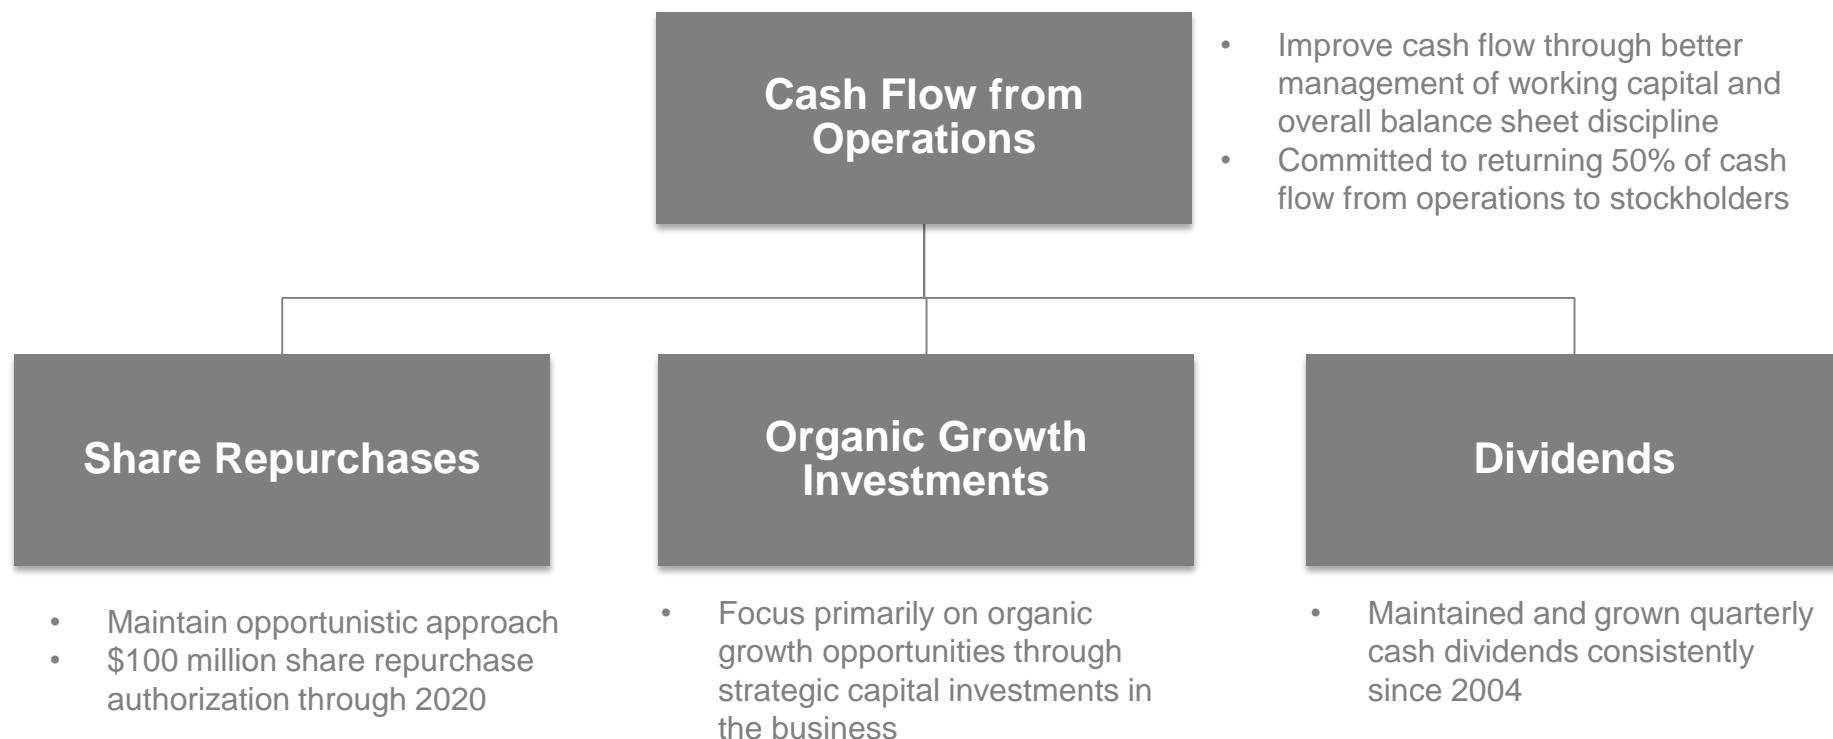 Cash Flow from
Operations
• Improve cash flow through better
management of working capital and
overall balance sheet discipline
• Committed to returning 50% of cash
flow from operations to stockholders
Share Repurchases
• Maintain opportunistic approach
• $100 million share repurchase
authorization through 2020
Organic Growth
Investments
• Focus primarily on organic
growth opportunities through
strategic capital investments in
the business
Dividends
• Maintained and grown quarterly
cash dividends consistently
since 2004